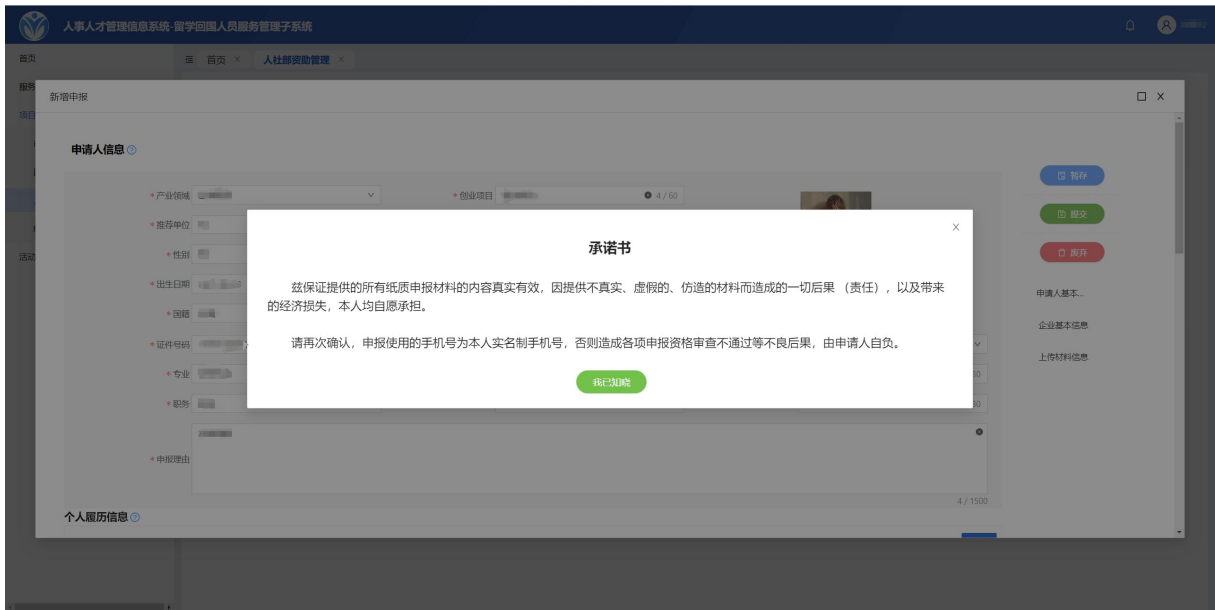 人事人才管理信息系统-留学回国人员服务管理子系统
首页
首页 ×
人社部资助管理 ×
服务
新增申报
项目
申请人信息
暂存
* 产业领域
* 创业项目
4 / 60
提交
* 推荐单位
承诺书
* 性别
废弃
活动
兹保证提供的所有纸质申报材料的内容真实有效，因提供不真实、虚假的、仿造的材料而造成的一切后果 （责任），以及带来
的经济损失，本人均自愿承担。
* 出生日期
申请人基本...
* 国籍
企业基本信息
请再次确认，申报使用的手机号为本人实名制手机号，否则造成各项申报资格审查不通过等不良后果，由申请人自负。
* 证件号码
上传材料信息
* 专业
我已知晓
* 职务
* 申报理由
4 / 1500
个人履历信息